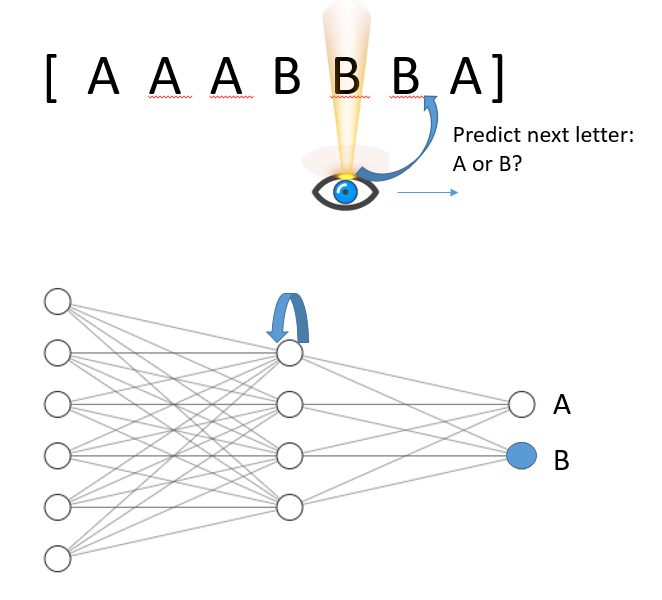 [ A A A B B B A]
Predict next letter:
A or B?
A
B